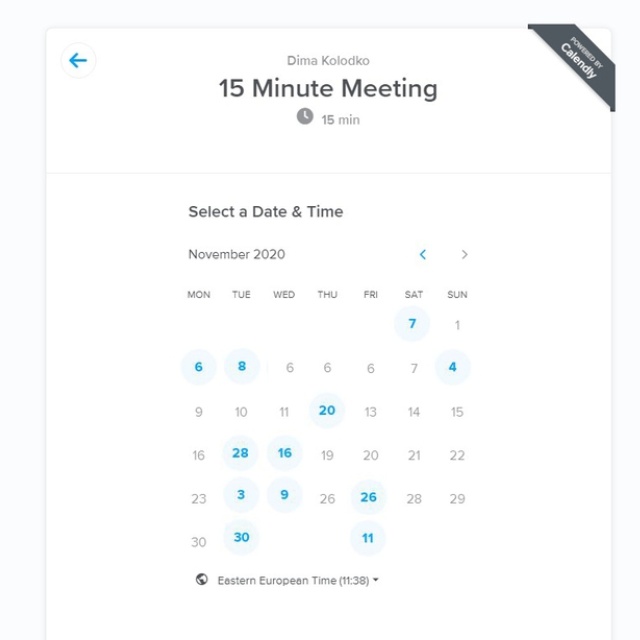 POWERED BY
Calendly
Dima Kolodko
15 Minute Meeting
15 min
Select a Date & Time
November 2020
MON TUE WED THU FRI SAT SUN
7 1
6 8 6 6 6 7 4
9 10 11 20 13 14 15
16 28 16 19 20 21 22
23 3 9 26 26 28 29
30 30 11
Eastern European Time (11:38)